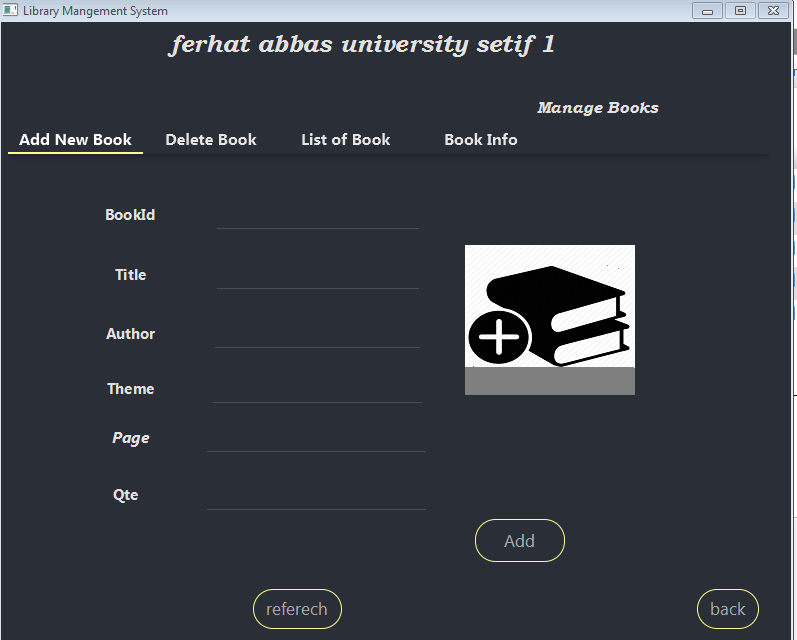 Library Mangement System
ferhat abbas university setif 1
Manage Books
Add New Book Delete Book List of Book Book Info
BookId
Title
Author
Theme
Page
Qte
Add
referech back